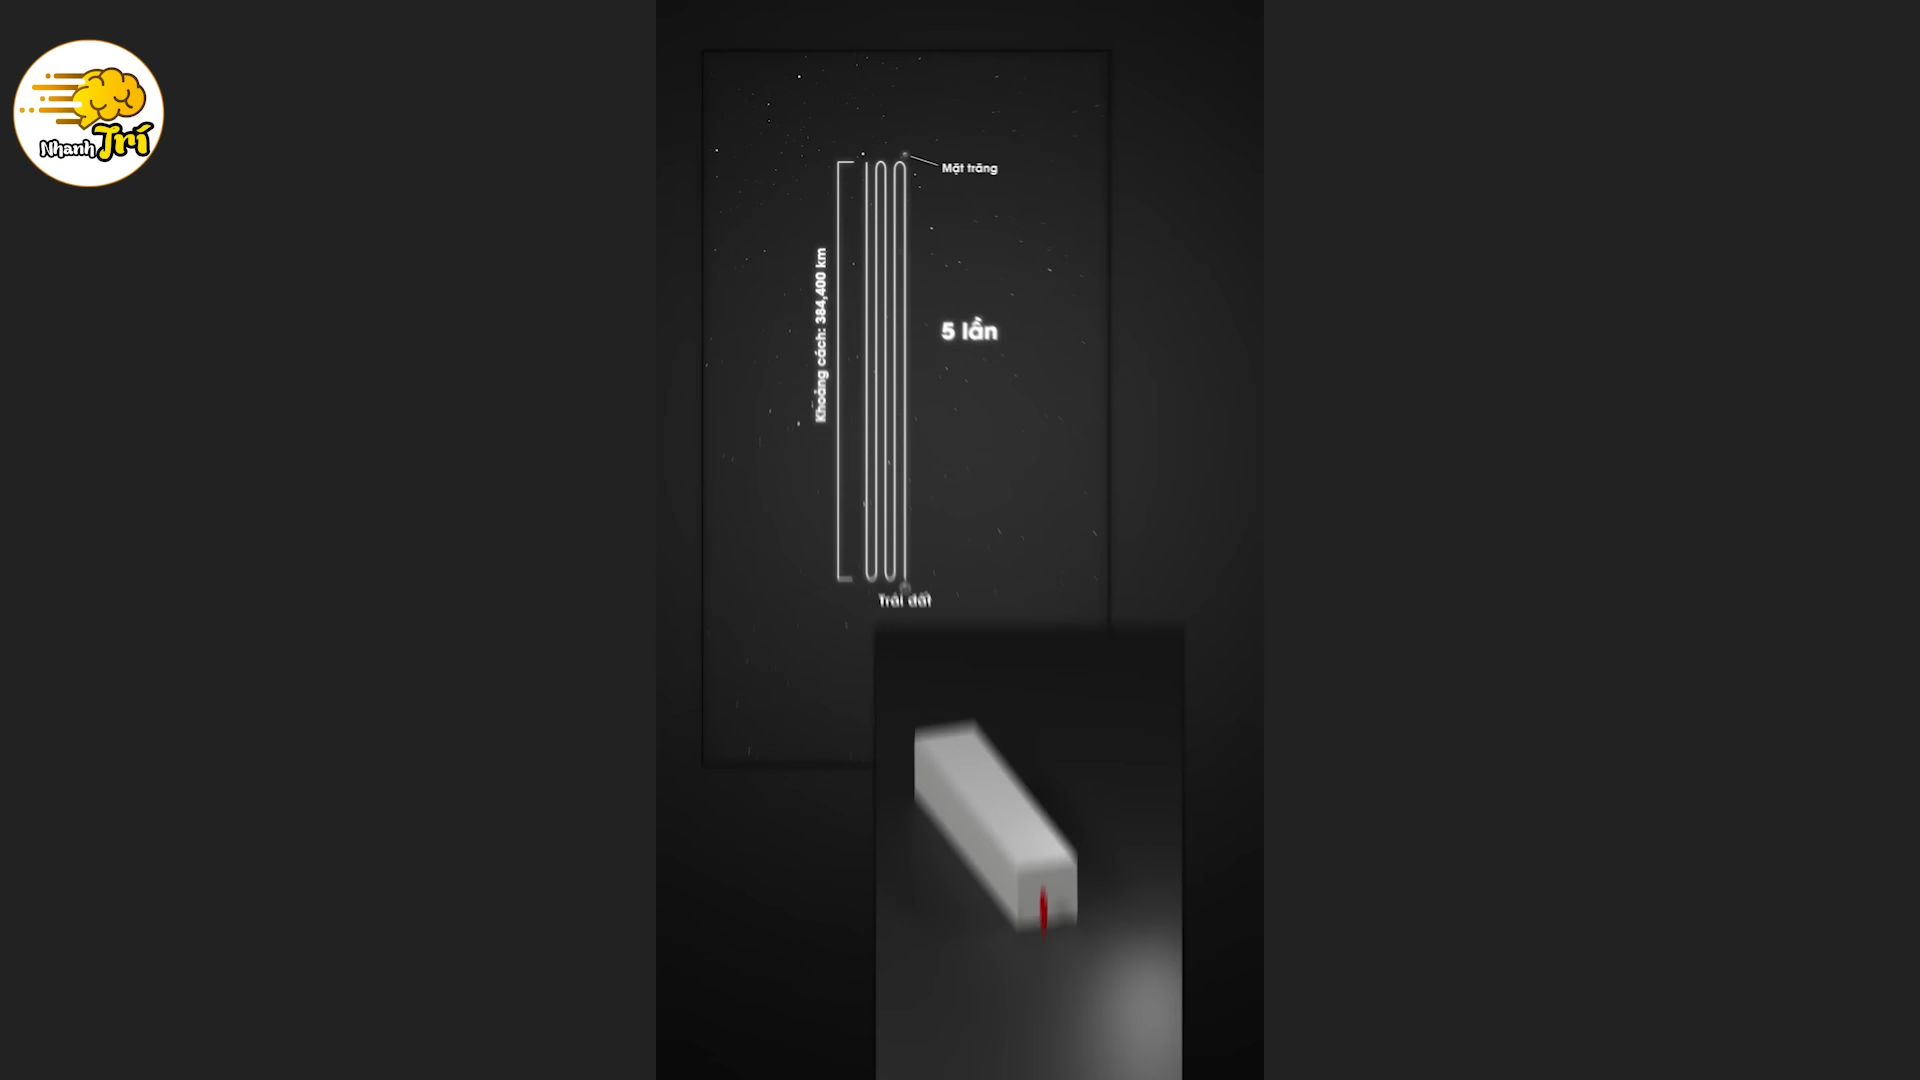 Nhanh Trí
Mặt trăng
Khoảng cách: 384,400 km
5 lần
Trái đất